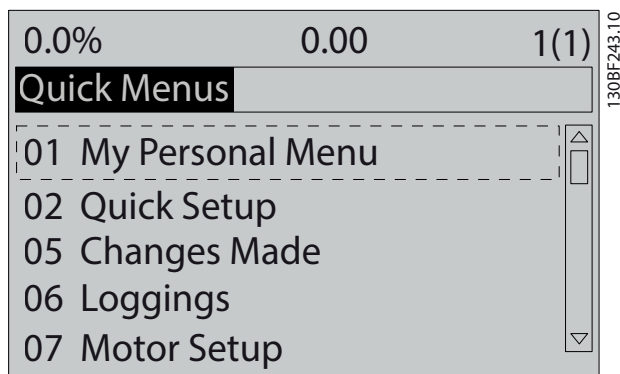 0.0% 0.00 1(1)
Quick Menus
01 My Personal Menu
02 Quick Setup
05 Changes Made
06 Loggings
07 Motor Setup
130BF243.10